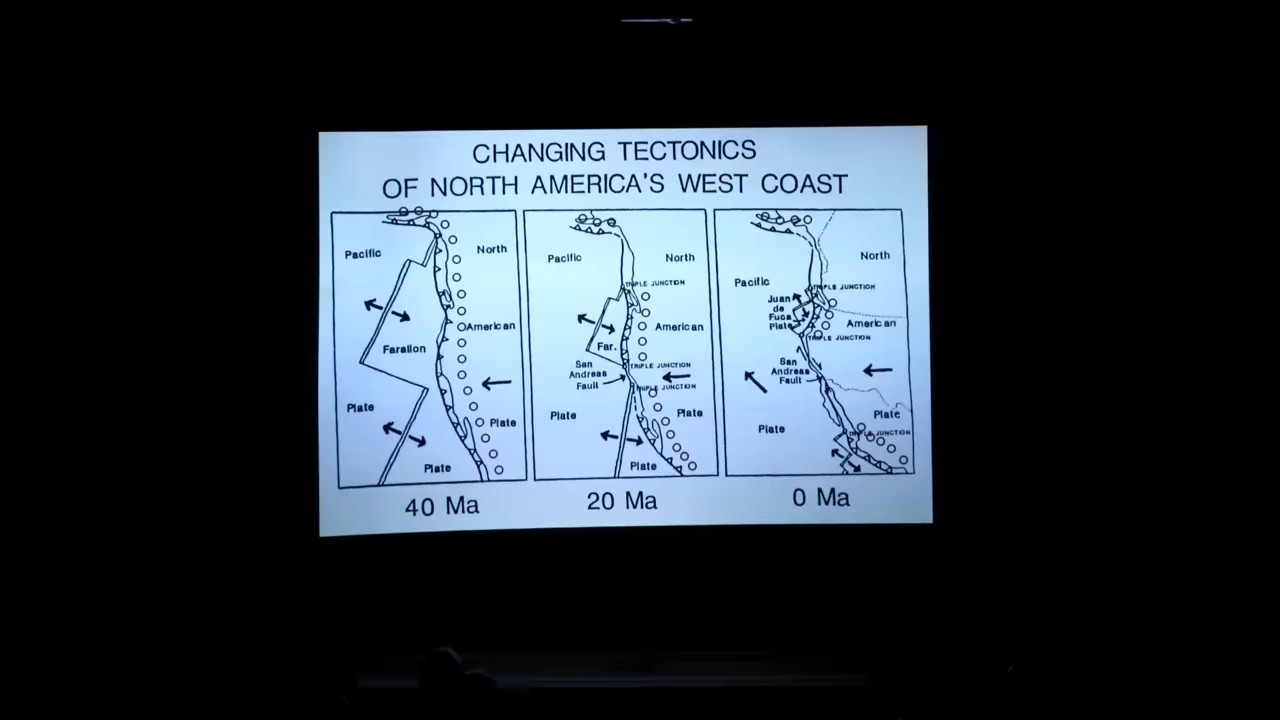 CHANGING TECTONICS
OF NORTH AMERICA'S WEST COAST
Pacific
North
American
Farallon
Plate
Plate
Plate
40 Ma
Pacific
North
TRIPLE JUNCTION
American
Far.
San
Andreas
Fault
TRIPLE JUNCTION
TRIPLE JUNCTION
Plate
Plate
Plate
20 Ma
North
Pacific
TRIPLE JUNCTION
Juan
de
Fuca
Plate
American
TRIPLE JUNCTION
San
Andreas
Fault
Plate
Plate
TRIPLE JUNCTION
0 Ma